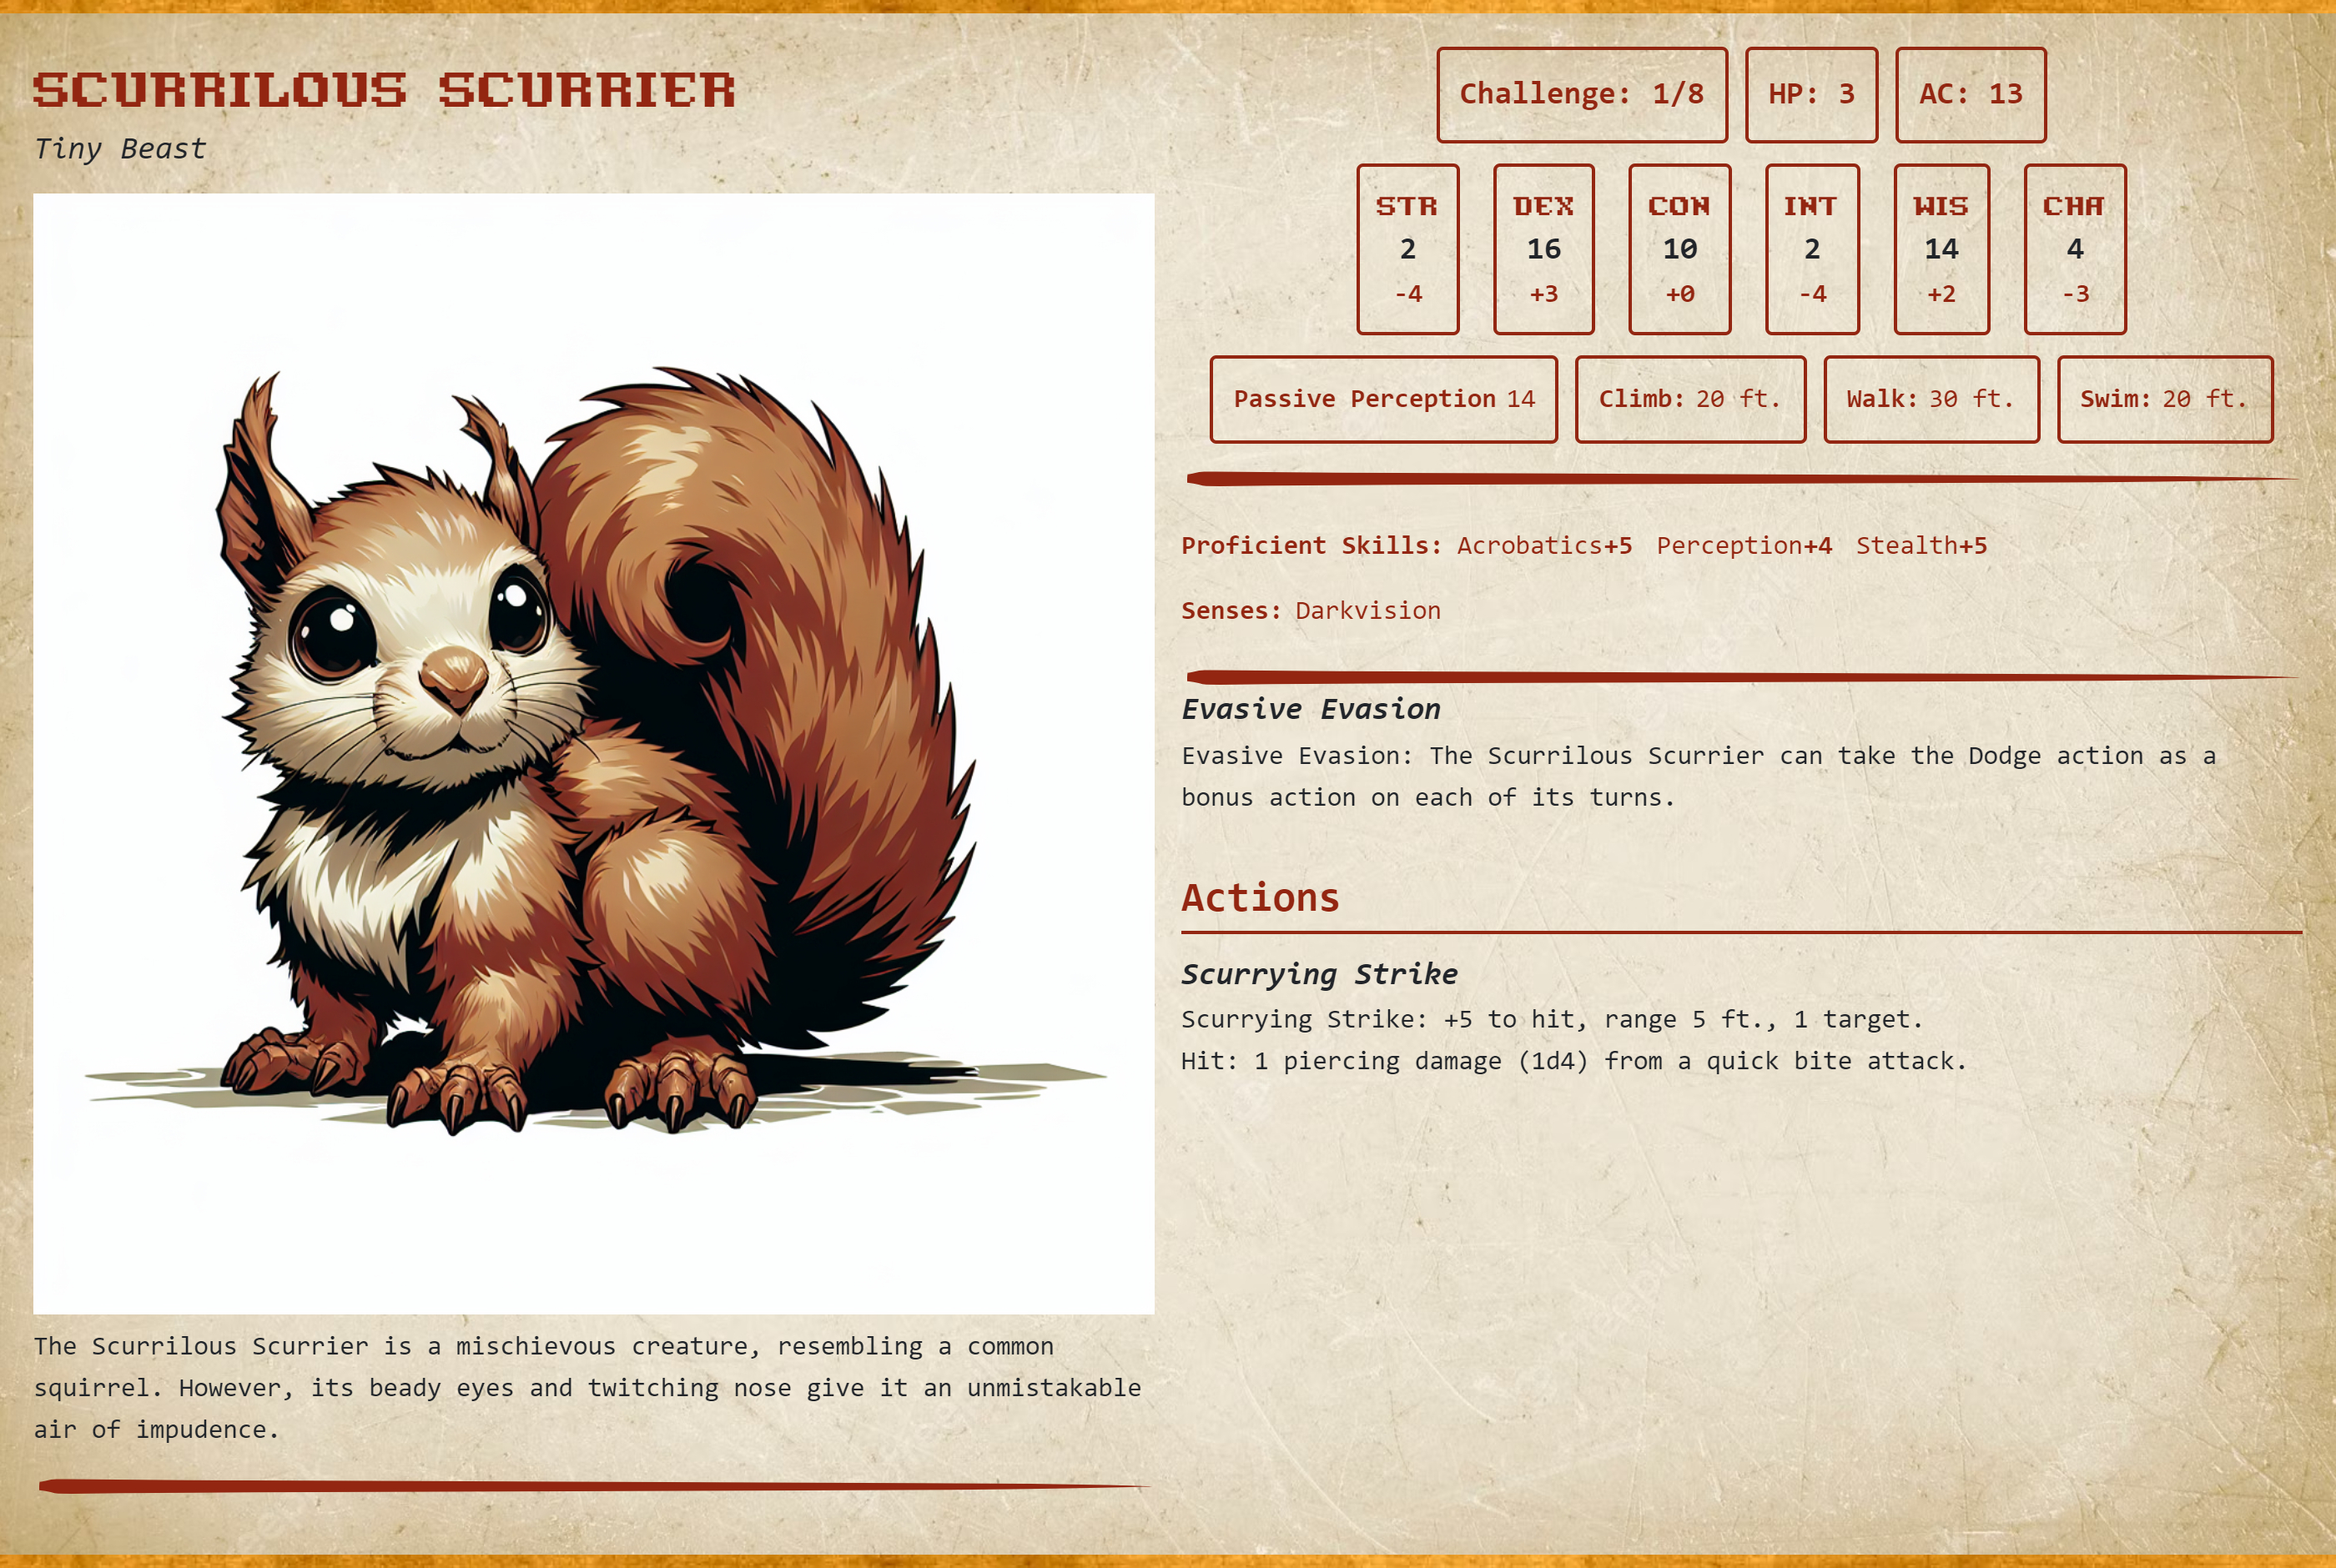 SCURRILOUS SCURRIER
Tiny Beast
The Scurrilous Scurrier is a mischievous creature, resembling a common
squirrel. However, its beady eyes and twitching nose give it an unmistakable
air of impudence.
Challenge: 1/8 HP: 3 AC: 13
STR DEX CON INT WIS CHA
2 16 10 2 14 4
-4 +3 +0 -4 +2 -3
Passive Perception 14 Climb: 20 ft. Walk: 30 ft. Swim: 20 ft.
Proficient Skills: Acrobatics+5 Perception+4 Stealth+5
Senses: Darkvision
Evasive Evasion
Evasive Evasion: The Scurrilous Scurrier can take the Dodge action as a
bonus action on each of its turns.
Actions
Scurrying Strike
Scurrying Strike: +5 to hit, range 5 ft., 1 target.
Hit: 1 piercing damage (1d4) from a quick bite attack.